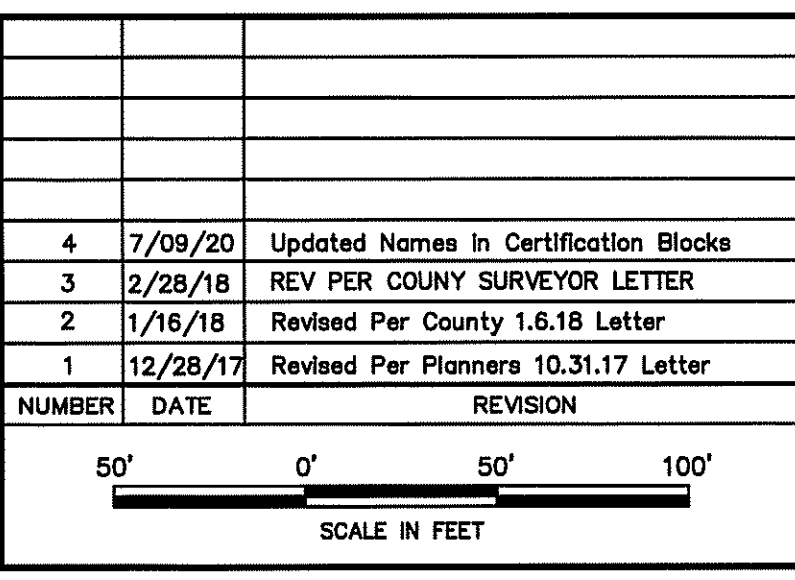 4 7/09/20 Updated Names in Certification Blocks
3 2/28/18 REV PER COUNY SURVEYOR LETTER
2 1/16/18 Revised Per County 1.6.18 Letter
1 12/28/17 Revised Per Planners 10.31.17 Letter
NUMBER DATE REVISION
50' 0' 50' 100'
SCALE IN FEET